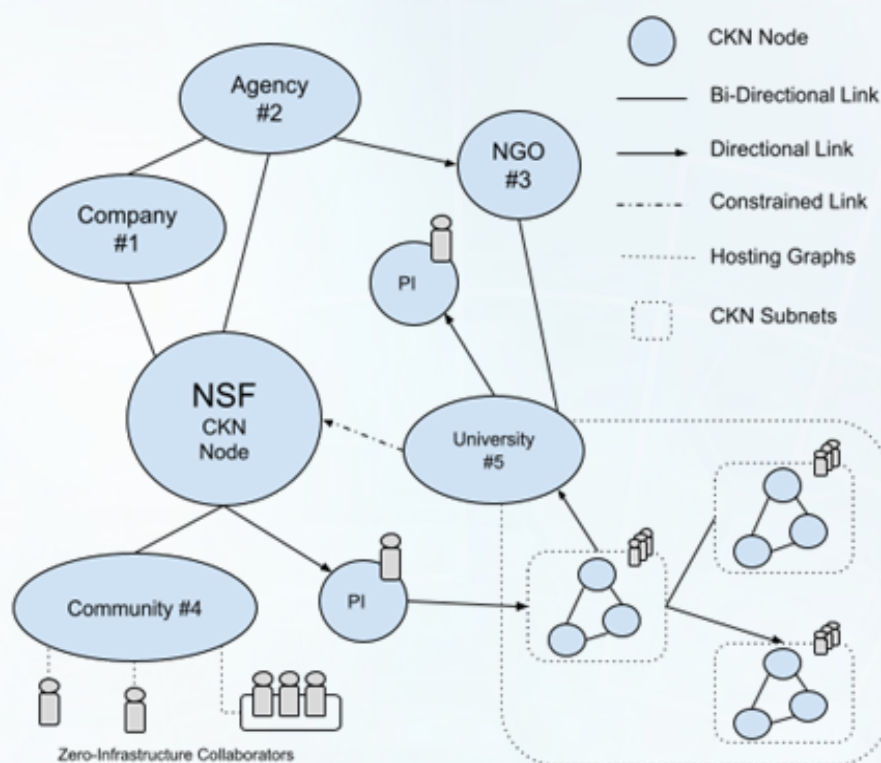 Agency
#2
Company
#1
NGO
#3
PI
NSF
CKN
Node
University
#5
Community #4
PI
Zero-Infrastructure Collaborators
CKN Node
Bi-Directional Link
Directional Link
Constrained Link
Hosting Graphs
CKN Subnets